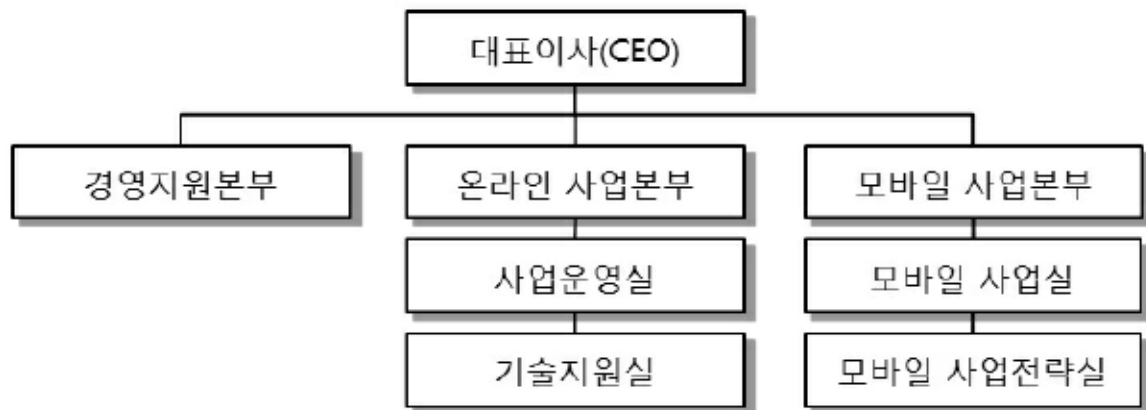 대표이사(CEO)
경영지원본부
온라인 사업본부
모바일 사업본부
사업운영실
모바일 사업실
기술지원실
모바일 사업전략실